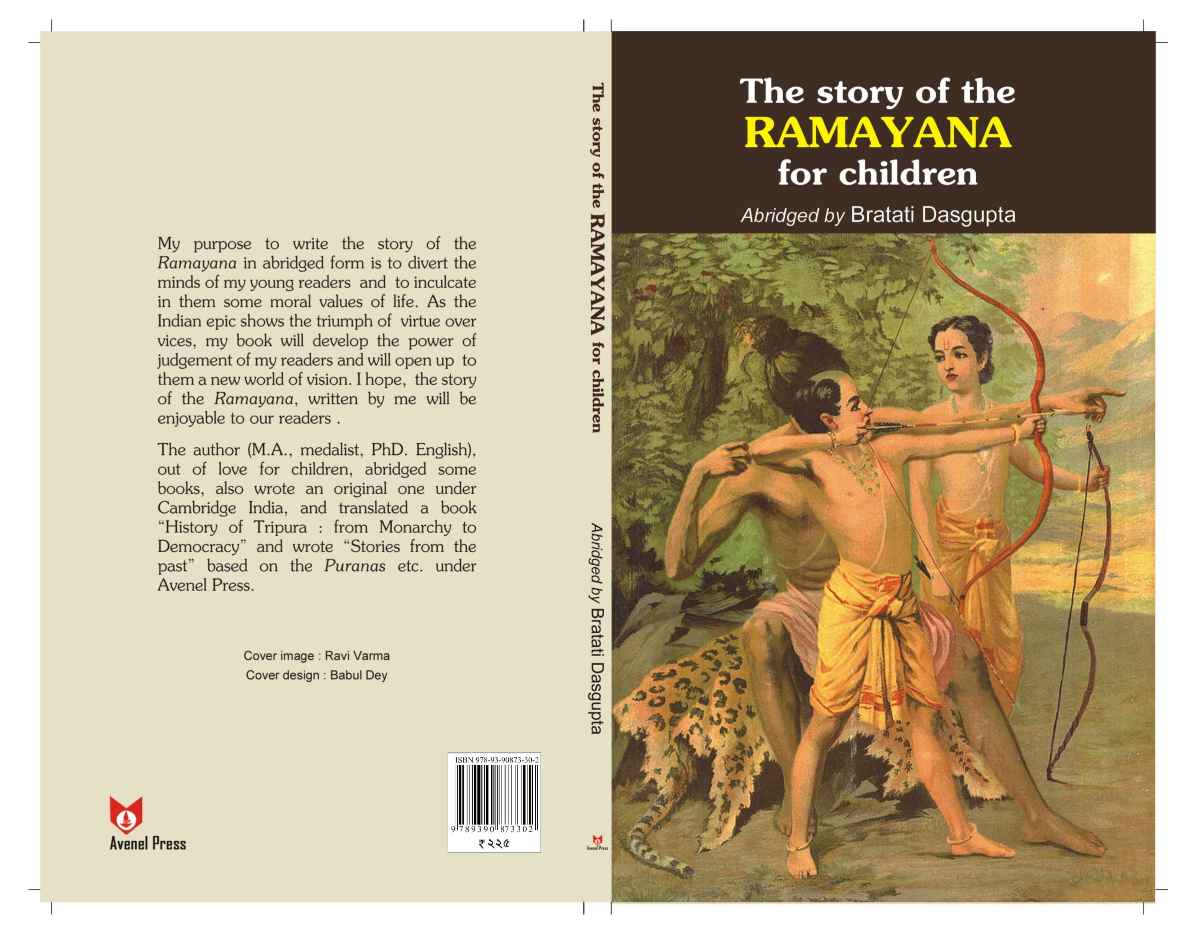 My purpose to write the story of the
Ramayana in abridged form is to divert the
minds of my young readers and to inculcate
in them some moral values of life. As the
Indian epic shows the triumph of virtue over
vices, my book will develop the power of
judgement of my readers and will open up to
them a new world of vision. I hope, the story
of the Ramayana, written by me will be
enjoyable to our readers .
The author (M.A., medalist, PhD. English),
out of love for children, abridged some
books, also wrote an original one under
Cambridge India, and translated a book
“History of Tripura : from Monarchy to
Democracy” and wrote “Stories from the
past” based on the Puranas etc. under
Avenel Press.
Cover image : Ravi Varma
Cover design : Babul Dey
Avenel Press
ISBN 978-93-90873-30-2
9 789390 873302
₹ २२५
The story of the RAMAYANA for children
Abridged by Bratati Dasgupta
Avenel Press
The story of the
RAMAYANA
for children
Abridged by Bratati Dasgupta